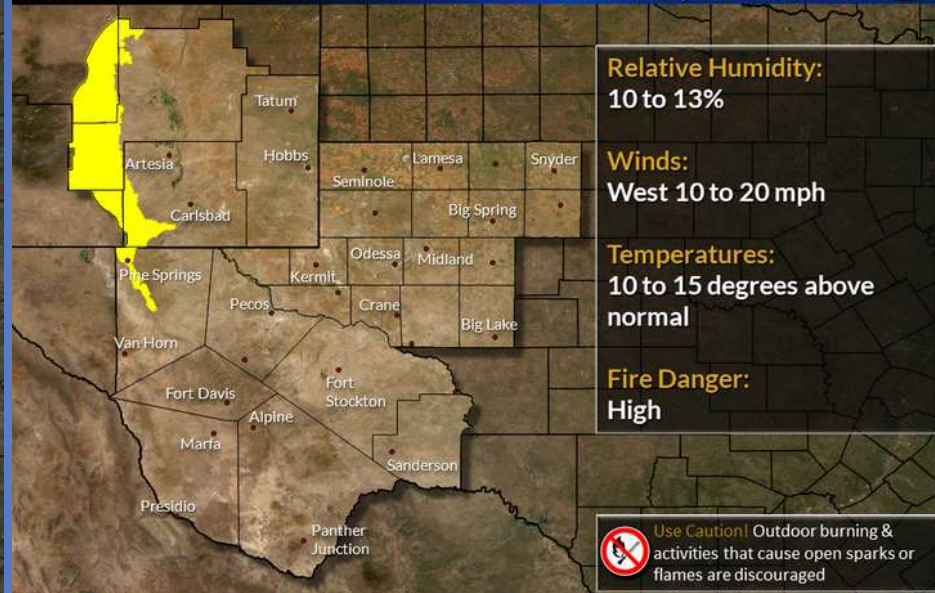 Tatum
Artesia
Hobbs
Carlsbad
Lamesa
Snyder
Seminole
Big Spring
Pine Springs
Kermit
Odessa
Midland
Pecos
Crane
Big Lake
Van Horn
Fort Davis
Fort
Stockton
Alpine
Marfa
Sanderson
Presidio
Panther
Junction
Relative Humidity:
10 to 13%
Winds:
West 10 to 20 mph
Temperatures:
10 to 15 degrees above
normal
Fire Danger:
High
Use Caution! Outdoor burning &
activities that cause open sparks or
flames are discouraged